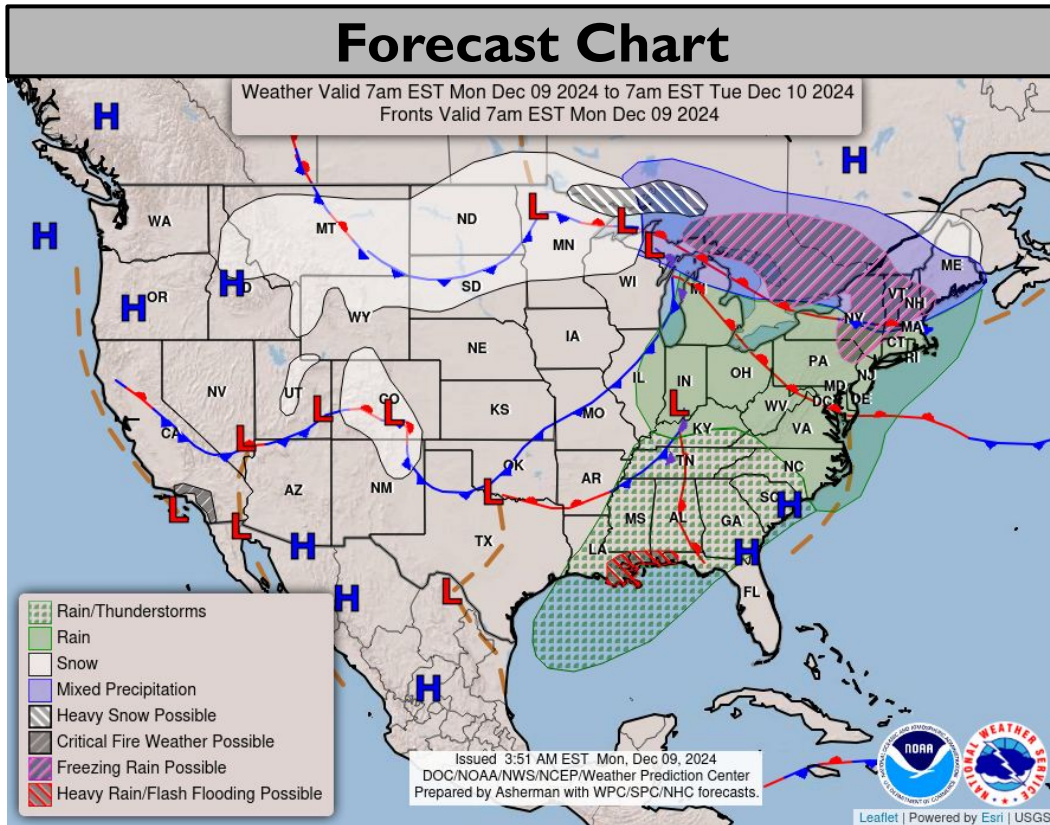 Forecast Chart
Weather Valid 7am EST Mon Dec 09 2024 to 7am EST Tue Dec 10 2024
Fronts Valid 7am EST Mon Dec 09 2024
H
H
H
WA
MT
ND
L
L
L
MN
ME
H
OR
H
SD
WI
MI
VT
NH
NY
MA
CT
RI
WY
IA
NE
PA
NJ
OH
MD
DE
DC
NV
UT
L
CO
L
IL
IN
L
WV
KS
MO
KY
VA
CA
L
OK
TN
NC
AZ
NM
L
AR
SC
H
L
L
H
TX
MS
AL
GA
LA
H
FL
H
L
H
Rain/Thunderstorms
Rain
Snow
Mixed Precipitation
Heavy Snow Possible
Critical Fire Weather Possible
Freezing Rain Possible
Heavy Rain/Flash Flooding Possible
Issued 3:51 AM EST Mon, Dec 09, 2024
DOC/NOAA/NWS/NCEP/Weather Prediction Center
Prepared by Asherman with WPC/SPC/NHC forecasts.
NOAA
NATIONAL WEATHER SERVICE
Leaflet | Powered by Esri | USGS